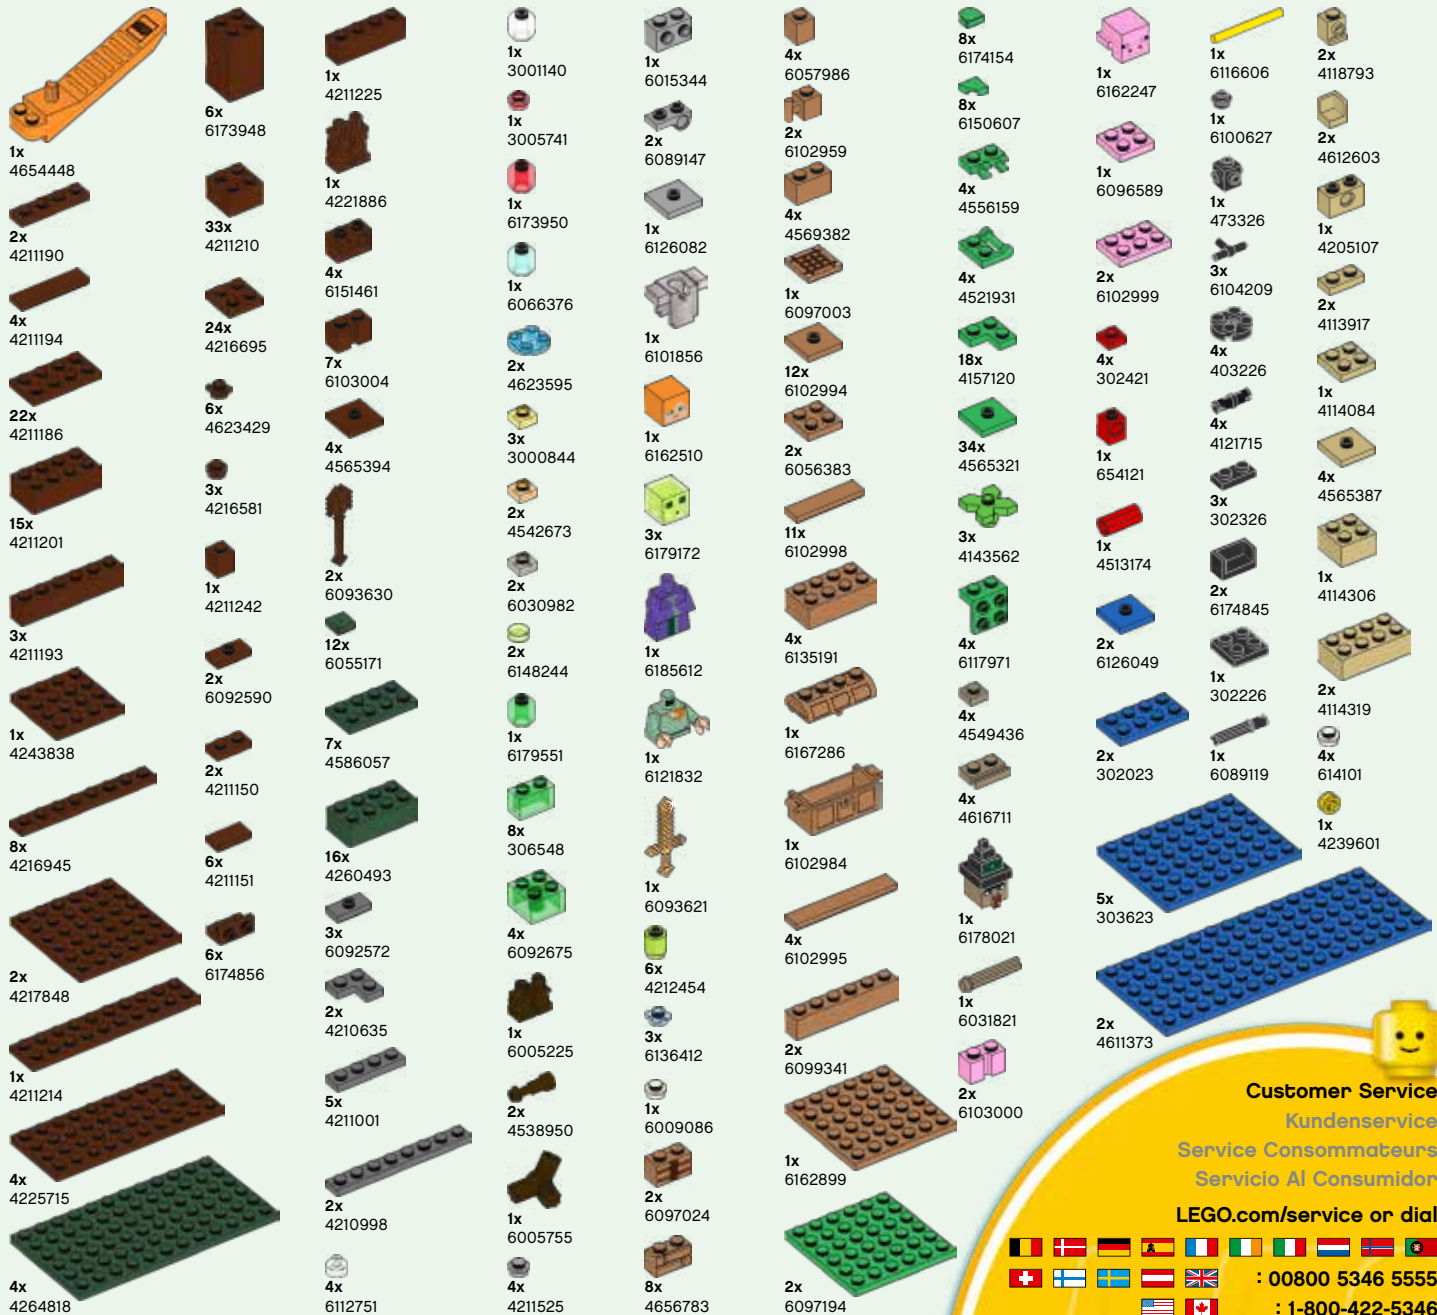 1x
4654448
2x
4211190
4x
4211194
22x
4211186
15x
4211201
3x
4211193
1x
4243838
8x
4216945
2x
4217848
1x
4211214
4x
4225715
4x
4264818
6x
6173948
33x
4211210
24x
4216695
6x
4623429
3x
4216581
1x
4211242
2x
6092590
2x
4211150
6x
4211151
6x
6174856
1x
4211225
1x
4221886
4x
6151461
7x
6103004
4x
4565394
2x
6093630
12x
6055171
7x
4586057
16x
4260493
3x
6092572
2x
4210635
5x
4211001
2x
4210998
4x
6112751
1x
3001140
1x
3005741
1x
6173950
1x
6066376
2x
4623595
3x
3000844
2x
4542673
2x
6030982
2x
6148244
1x
6179551
8x
306548
4x
6092675
1x
6005225
2x
4538950
1x
6005755
4x
4211525
1x
6015344
2x
6089147
1x
6126082
1x
6101856
1x
6162510
3x
6179172
1x
6185612
1x
6121832
1x
6093621
6x
4212454
3x
6136412
1x
6009086
2x
6097024
8x
4656783
4x
6057986
2x
6102959
4x
4569382
1x
6097003
12x
6102994
2x
6056383
11x
6102998
4x
6135191
1x
6167286
1x
6102984
4x
6102995
2x
6099341
1x
6162899
2x
6097194
8x
6174154
8x
6150607
4x
4556159
4x
4521931
18x
4157120
34x
4565321
3x
4143562
4x
6117971
4x
4549436
4x
4616711
1x
6178021
1x
6031821
2x
6103000
1x
6162247
1x
6096589
2x
6102999
4x
302421
1x
654121
1x
4513174
2x
6126049
2x
302023
5x
303623
2x
4611373
1x
6116606
1x
6100627
1x
473326
3x
6104209
4x
403226
4x
4121715
3x
302326
2x
6174845
1x
302226
1x
6089119
2x
4118793
2x
4612603
1x
4205107
2x
4113917
1x
4114084
4x
4565387
1x
4114306
2x
4114319
4x
614101
1x
4239601
Customer Service
Kundenservice
Service Consommateurs
Servicio Al Consumidor
LEGO.com/service or dial
: 00800 5346 5555
: 1-800-422-5346